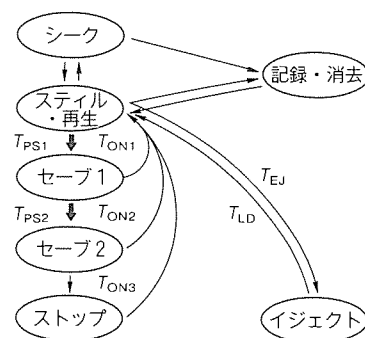 シーク
記録・消去
スティル
・再生
TPS1
TON1
セーブ1
TEJ
TPS2
TON2
TLD
セーブ2
TON3
ストップ
イジェクト